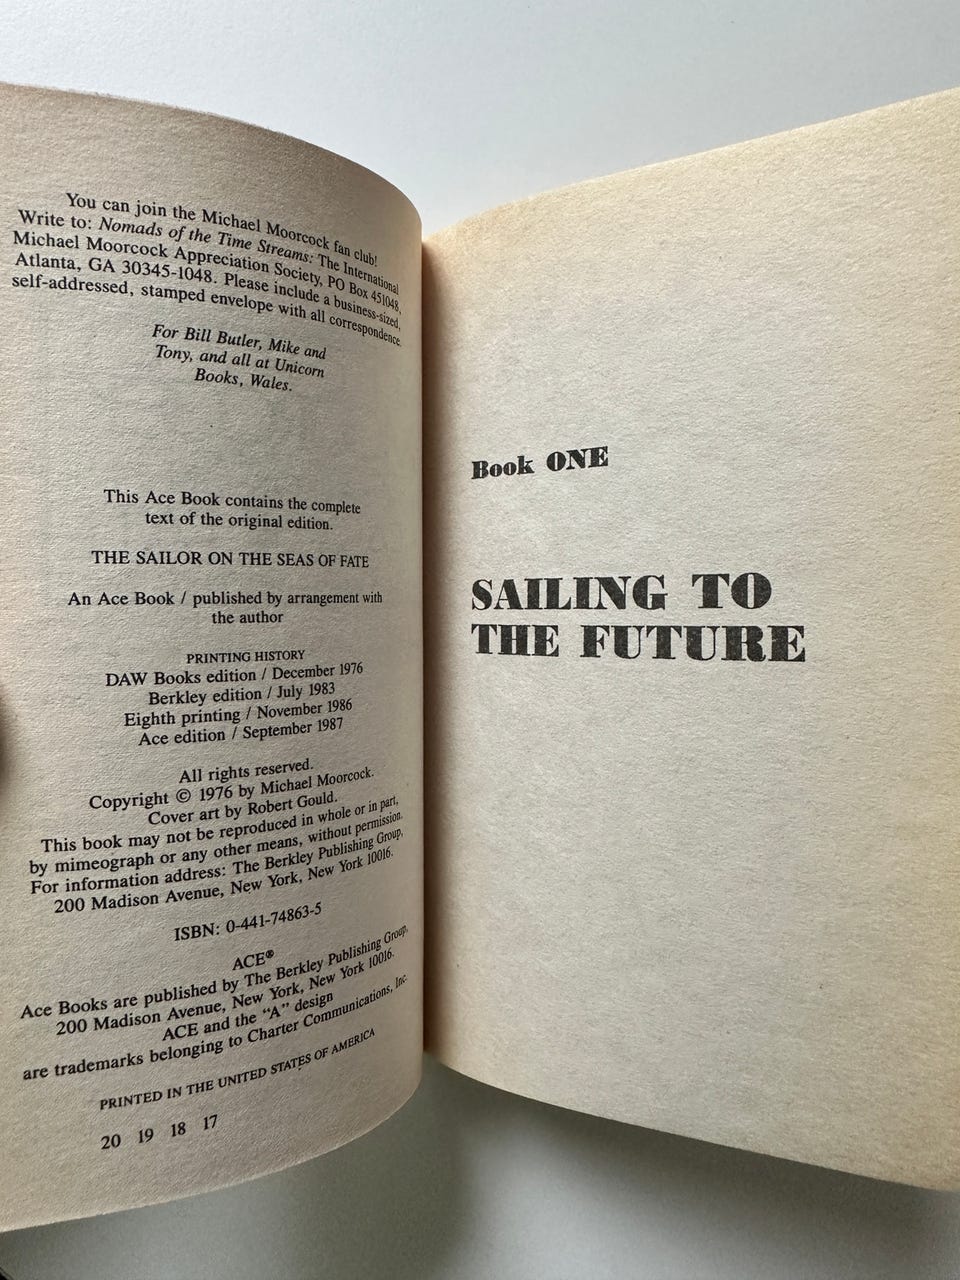 You can join the Michael Moorcock fan club!
Write to: Nomads of the Time Streams: The International
Michael Moorcock Appreciation Society, PO Box 451048,
Atlanta, GA 30345-1048. Please include a business-sized,
self-addressed, stamped envelope with all correspondence.
For Bill Butler, Mike and
Tony, and all at Unicorn
Books, Wales.
This Ace Book contains the complete
text of the original edition.
THE SAILOR ON THE SEAS OF FATE
An Ace Book / published by arrangement with
the author
PRINTING HISTORY
DAW Books edition / December 1976
Berkley edition / July 1983
Eighth printing / November 1986
Ace edition / September 1987
All rights reserved.
Copyright © 1976 by Michael Moorcock.
Cover art by Robert Gould.
This book may not be reproduced in whole or in part,
by mimeograph or any other means, without permission.
For information address: The Berkley Publishing Group,
200 Madison Avenue, New York, New York 10016.
ISBN: 0-441-74863-5
ACE®
Ace Books are published by The Berkley Publishing Group,
200 Madison Avenue, New York, New York 10016.
ACE and the "A" design
are trademarks belonging to Charter Communications, Inc.
PRINTED IN THE UNITED STATES OF AMERICA
20 19 18 17
Book ONE
SAILING TO
THE FUTURE